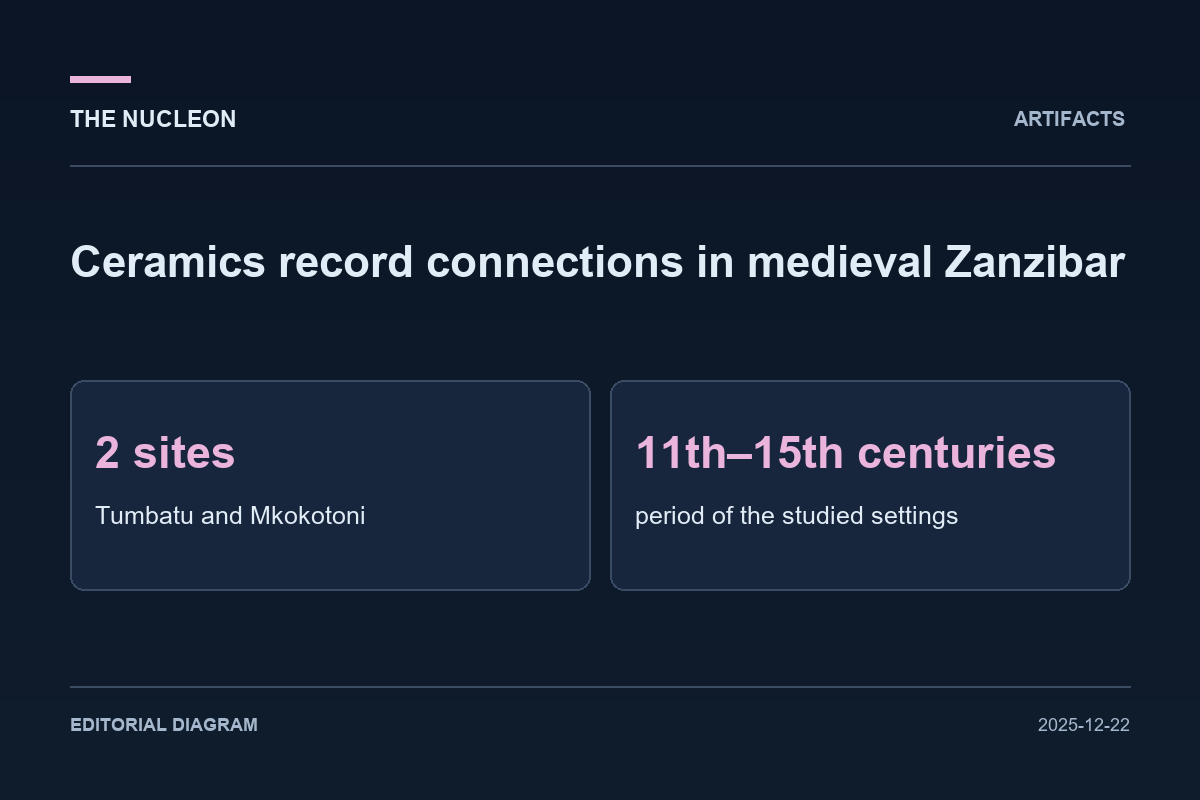 THE NUCLEON
ARTIFACTS
Ceramics record connections in medieval Zanzibar
2 sites
Tumbatu and Mkokotoni
11th–15th centuries
period of the studied settings
EDITORIAL DIAGRAM
2025-12-22